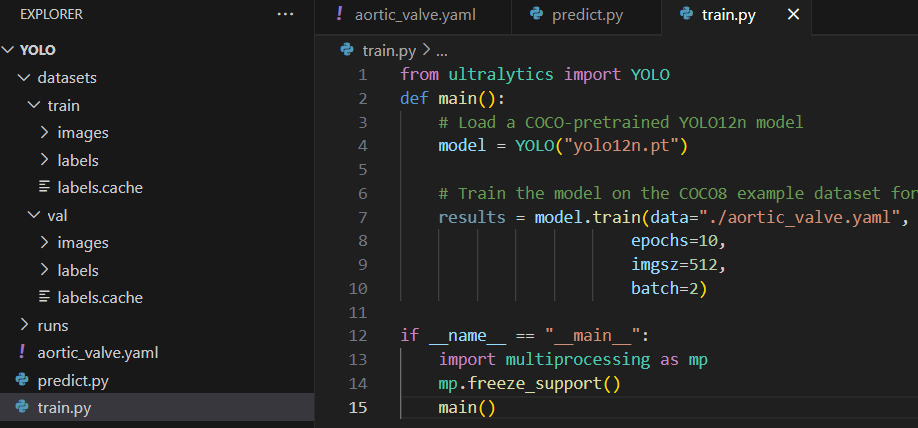 EXPLORER ...
YOLO
datasets
train
images
labels
labels.cache
val
images
labels
labels.cache
runs
! aortic_valve.yaml
predict.py
train.py
! aortic_valve.yaml predict.py train.py ×
train.py > ...
1 from ultralytics import YOLO
2 def main():
3 # Load a COCO-pretrained YOLO12n model
4 model = YOLO("yolo12n.pt")
5
6 # Train the model on the COCO8 example dataset for
7 results = model.train(data="./aortic_valve.yaml",
8 epochs=10,
9 imgsz=512,
10 batch=2)
11
12 if __name__ == "__main__":
13 import multiprocessing as mp
14 mp.freeze_support()
15 main()